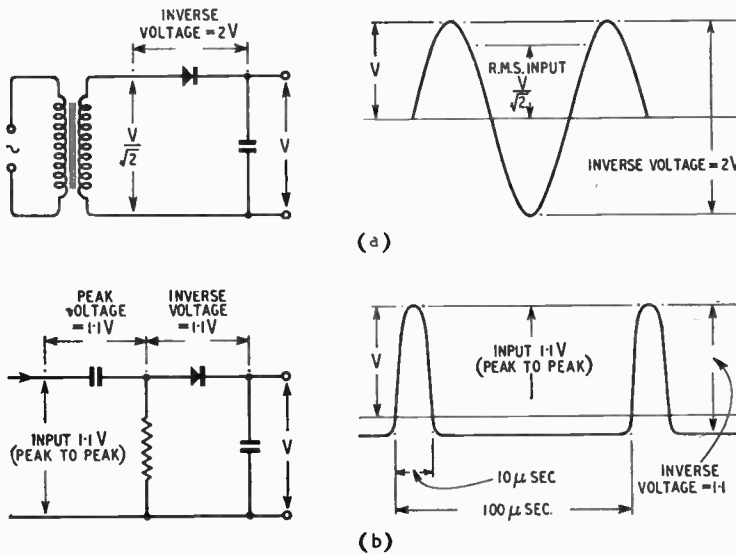 INVERSE
VOLTAGE = 2V
V
√2
V
~
V
R.M.S. INPUT
V
√2
INVERSE VOLTAGE = 2V
(a)
PEAK
VOLTAGE
= 1·1 V
INVERSE
VOLTAGE
= 1·1 V
INPUT 1·1 V
(PEAK TO PEAK)
V
V
INPUT 1·1 V
(PEAK TO PEAK)
10 μ SEC
100 μ SEC.
INVERSE
VOLTAGE = 1·1
(b)